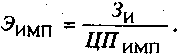 Э_ИМП = З_И / ЦП_ИМП.